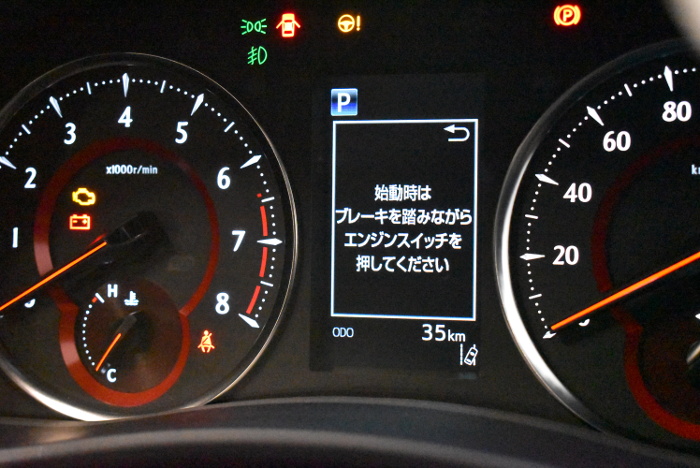 P
P
始動時は
ブレーキを踏みながら
エンジンスイッチを
押してください
ODO 35km
x1000r/min
1
2
3
4
5
6
7
8
H
C
20
40
60
80